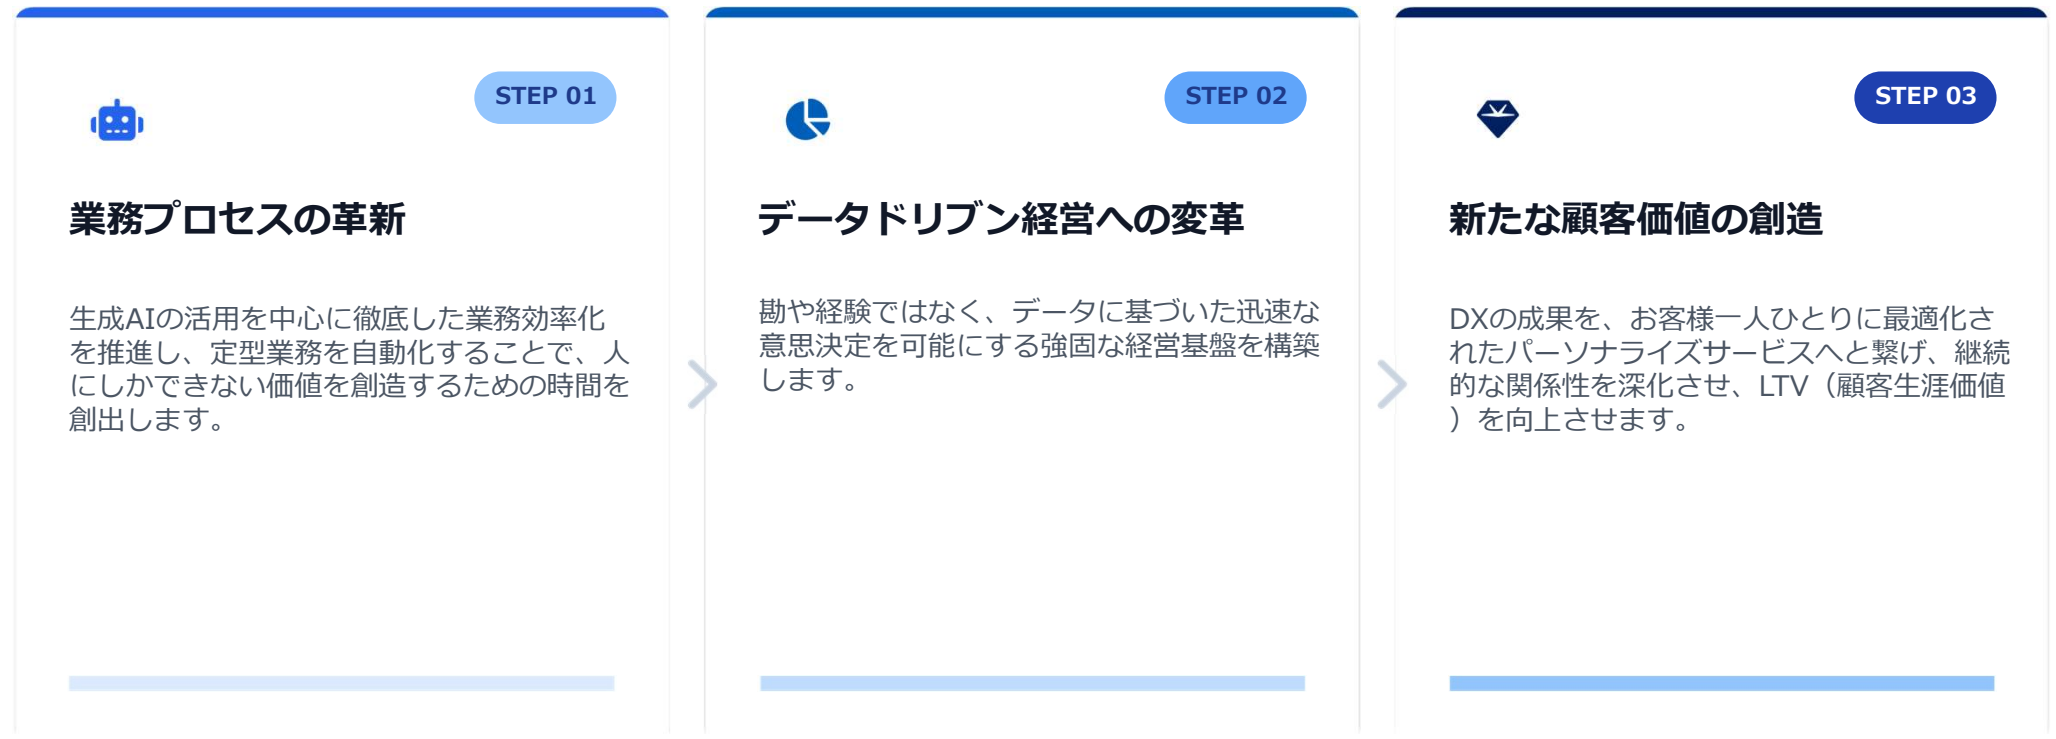 STEP 01
業務プロセスの革新
生成AIの活用を中心に徹底した業務効率化
を推進し、定型業務を自動化することで、人
にしかできない価値を創造するための時間を
創出します。
STEP 02
データドリブン経営への変革
勘や経験ではなく、データに基づいた迅速な
意思決定を可能にする強固な経営基盤を構築
します。
STEP 03
新たな顧客価値の創造
DXの成果を、お客様一人ひとりに最適化さ
れたパーソナライズサービスへと繋げ、継続
的な関係性を深化させ、LTV（顧客生涯価値
）を向上させます。